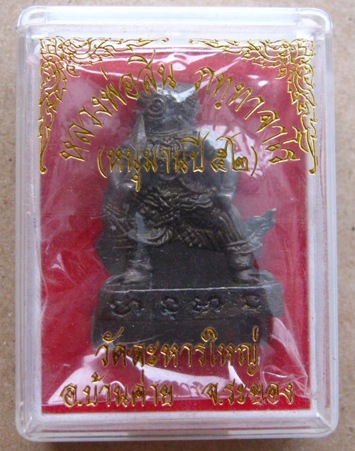 หลวงพ่อสิน ภทฺทาจาโร
(หนุมานปี ๕๒)
วัดละหารใหญ่
อ.บ้านค่าย จ.ระยอง